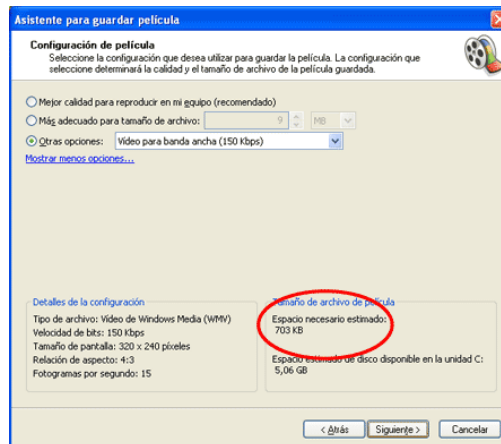 Asistente para guardar película
Configuración de película
Seleccione la configuración que desea utilizar para guardar la película. La configuración que
seleccione determinará la calidad y el tamaño de archivo de la película guardada.
Mejor calidad para reproducir en mi equipo (recomendado)
Más adecuado para tamaño de archivo: 9 MB
Otras opciones: Vídeo para banda ancha (150 Kbps)
Mostrar menos opciones...
Detalles de la configuración
Tipo de archivo: Vídeo de Windows Media (WMV)
Velocidad de bits: 150 Kbps
Tamaño de pantalla: 320 x 240 píxeles
Relación de aspecto: 4:3
Fotogramas por segundo: 15
Tamaño de archivo de película
Espacio necesario estimado:
703 KB
Espacio estimado de disco disponible en la unidad C:
5,06 GB
< Atrás Siguiente > Cancelar